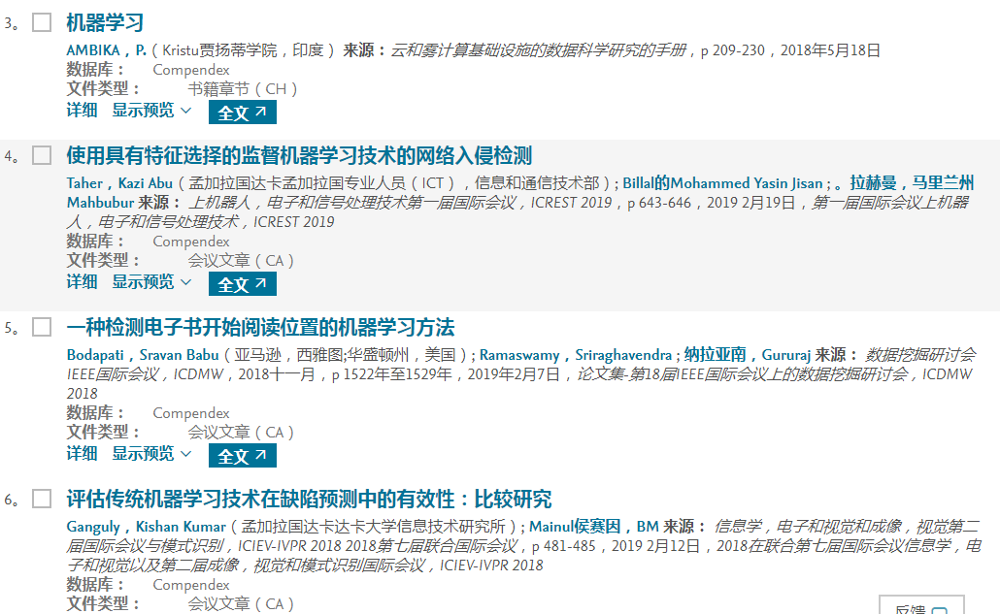 3。 机器学习
AMBIKA，P.（ Kristu贾扬蒂学院，印度 ） 来源：云和雾计算基础设施的数据科学研究的手册，p 209-230，2018年5月18日
数据库： Compendex
文件类型： 书籍章节（ CH ）
详细 显示预览 全文
4。 使用具有特征选择的监督机器学习技术的网络入侵检测
Taher，Kazi Abu（ 孟加拉国达卡孟加拉国专业人员（ ICT ），信息和通信技术部 ）; Billal的Mohammed Yasin Jisan ; 。拉赫曼，马里兰州
Mahbubur 来源： 上机器人，电子和信号处理技术第一届国际会议，ICREST 2019，p 643-646，2019 2月19日，第一届国际会议上机器
人，电子和信号处理技术，ICREST 2019
数据库： Compendex
文件类型： 会议文章（ CA ）
详细 显示预览 全文
5。 一种检测电子书开始阅读位置的机器学习方法
Bodapati，Sravan Babu（ 亚马逊，西雅图;华盛顿州，美国 ）; Ramaswamy，Sriraghavendra ; 纳拉亚南，Gururaj 来源： 数据挖掘研讨会
IEEE国际会议，ICDMW，2018十一月，p 1522年至1529年，2019年2月7日，论文集-第18届IEEE国际会议上的数据挖掘研讨会，ICDMW
2018
数据库： Compendex
文件类型： 会议文章（ CA ）
详细 显示预览 全文
6。 评估传统机器学习技术在缺陷预测中的有效性：比较研究
Ganguly，Kishan Kumar（ 孟加拉国达卡达卡大学信息技术研究所 ）; Mainul侯赛因，BM 来源： 信息学，电子和视觉和成像，视觉第二
届国际会议与模式识别，ICIEV-IVPR 2018 2018第七届联合国际会议，p 481-485，2019 2月12日，2018在联合第七届国际会议信息学，电
子和视觉以及第二届成像，视觉和模式识别国际会议，ICIEV-IVPR 2018
数据库： Compendex
文件类型： 会议文章（ CA ）
反馈